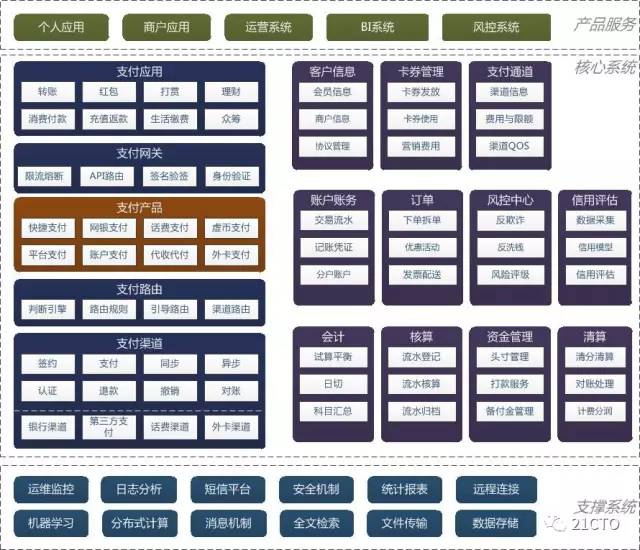 个人应用 商户应用 运营系统 BI系统 风控系统 产品服务
核心系统
支付应用
转账 红包 打赏 理财
消费付款 充值返款 生活缴费 众筹
支付网关
限流熔断 API路由 签名验签 身份验证
支付产品
快捷支付 网银支付 话费支付 虚币支付
平台支付 账户支付 代收代付 外卡支付
支付路由
判断引擎 路由规则 引导路由 渠道路由
支付渠道
签约 支付 同步 异步
认证 退款 撤销 对账
银行渠道 第三方支付 话费渠道 外卡渠道
客户信息 卡券管理 支付通道
会员信息 卡券发放 渠道信息
商户信息 卡券使用 费用与限额
协议管理 营销费用 渠道QOS
账户账务 订单 风控中心 信用评估
交易流水 下单拆单 反欺诈 数据采集
记账凭证 优惠活动 反洗线 信用模型
分户账户 发票配送 风险评级 信用评估
会计 核算 资金管理 清算
试算平衡 流水登记 头寸管理 清分清算
日切 流水核算 打款服务 对账处理
科目汇总 流水归档 备付金管理 计费分润
运维监控 日志分析 短信平台 安全机制 统计报表 远程连接
支撑系统
机器学习 分布式计算 消息机制 全文检索 文件传输 数据存储
21CTO